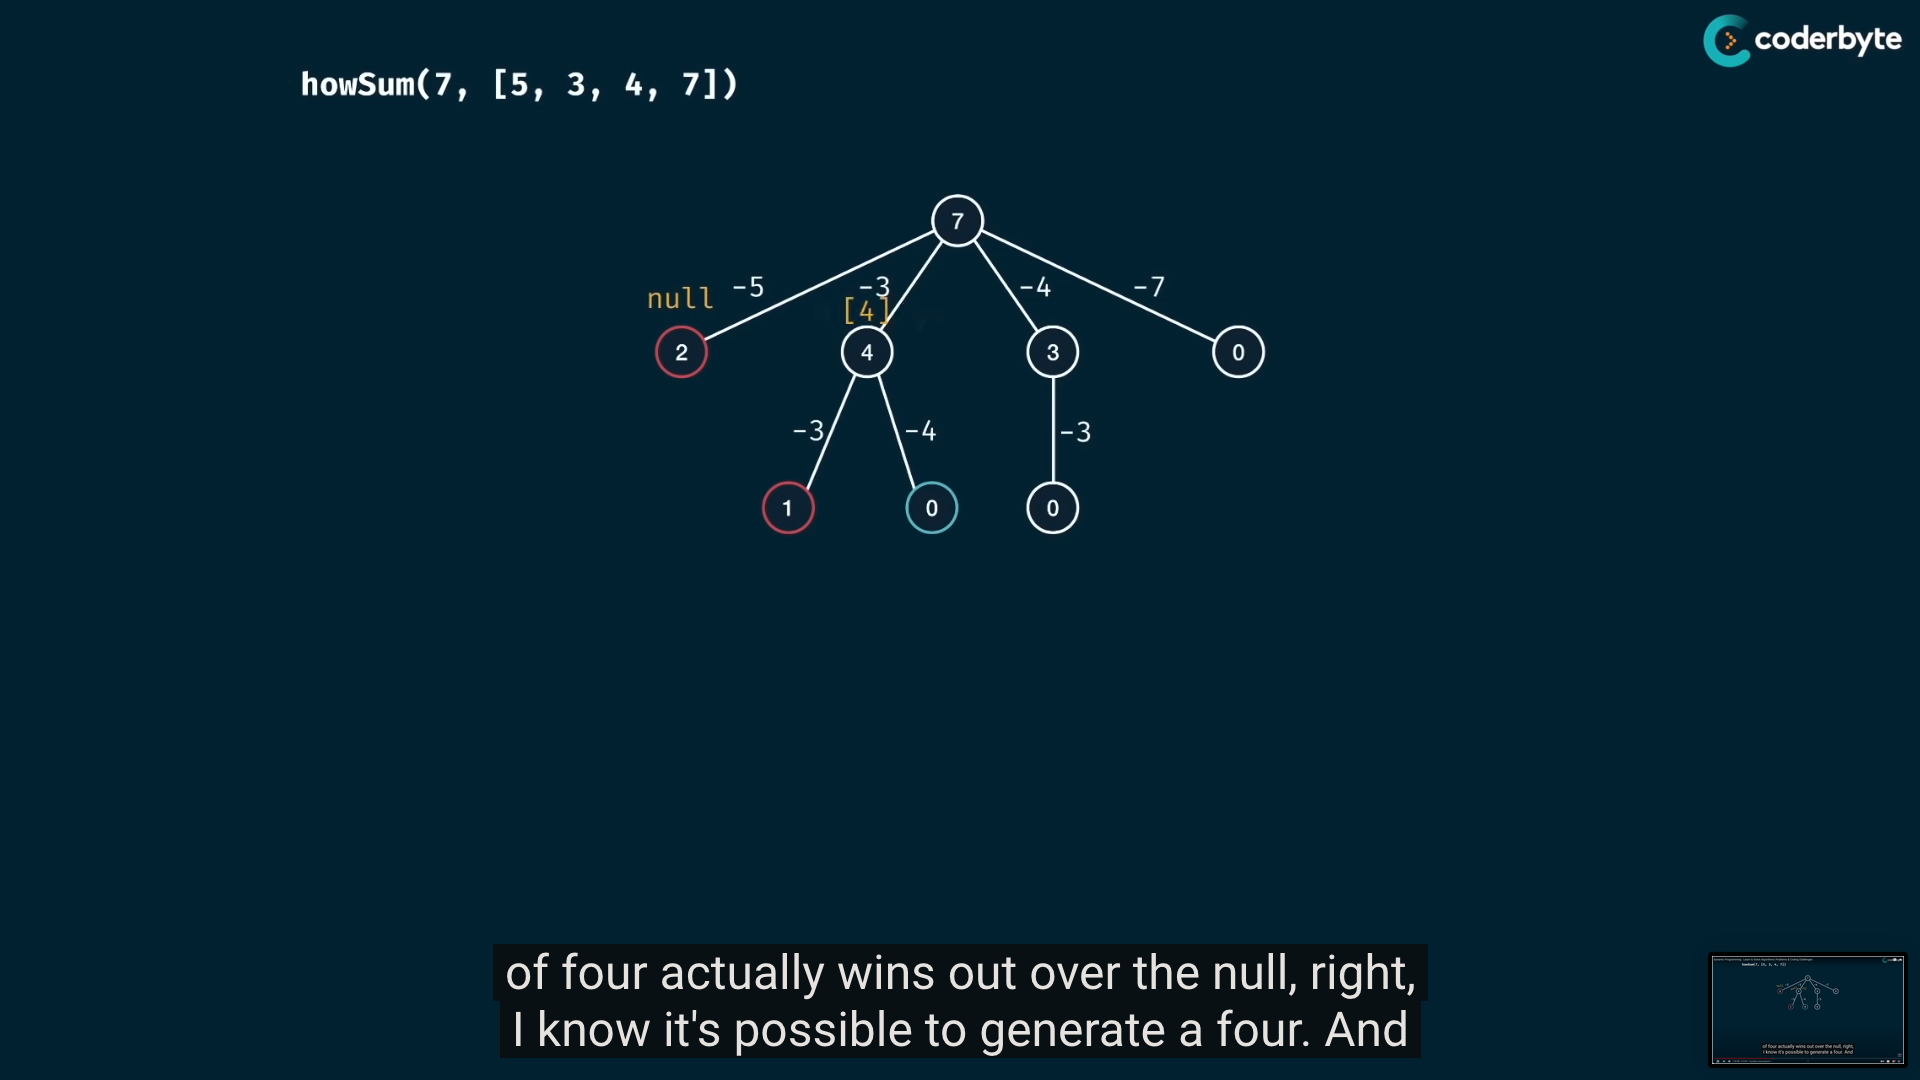 coderbyte
howSum(7, [5, 3, 4, 7])
7
null -5 -3 -4 -7
[4]
2 4 3 0
-3 -4 -3
1 0 0
of four actually wins out over the null, right,
I know it's possible to generate a four. And